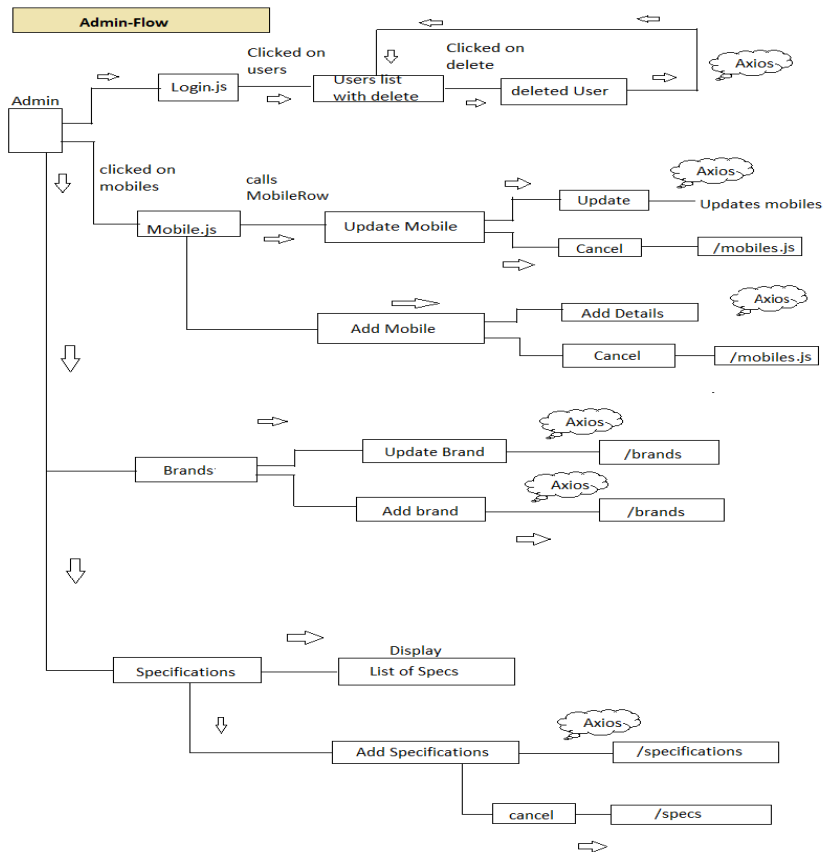 Admin-Flow
Clicked on
users
Clicked on
delete
Axios
Admin
Login.js
Users list
with delete
deleted User
clicked on
mobiles
calls
MobileRow
Axios
Update
Updates mobiles
Mobile.js
Update Mobile
Cancel
/mobiles.js
Axios
Add Details
Add Mobile
Cancel
/mobiles.js
Axios
Update Brand
/brands
Brands
Axios
Add brand
/brands
Display
Specifications
List of Specs
Axios
Add Specifications
/specifications
cancel
/specs